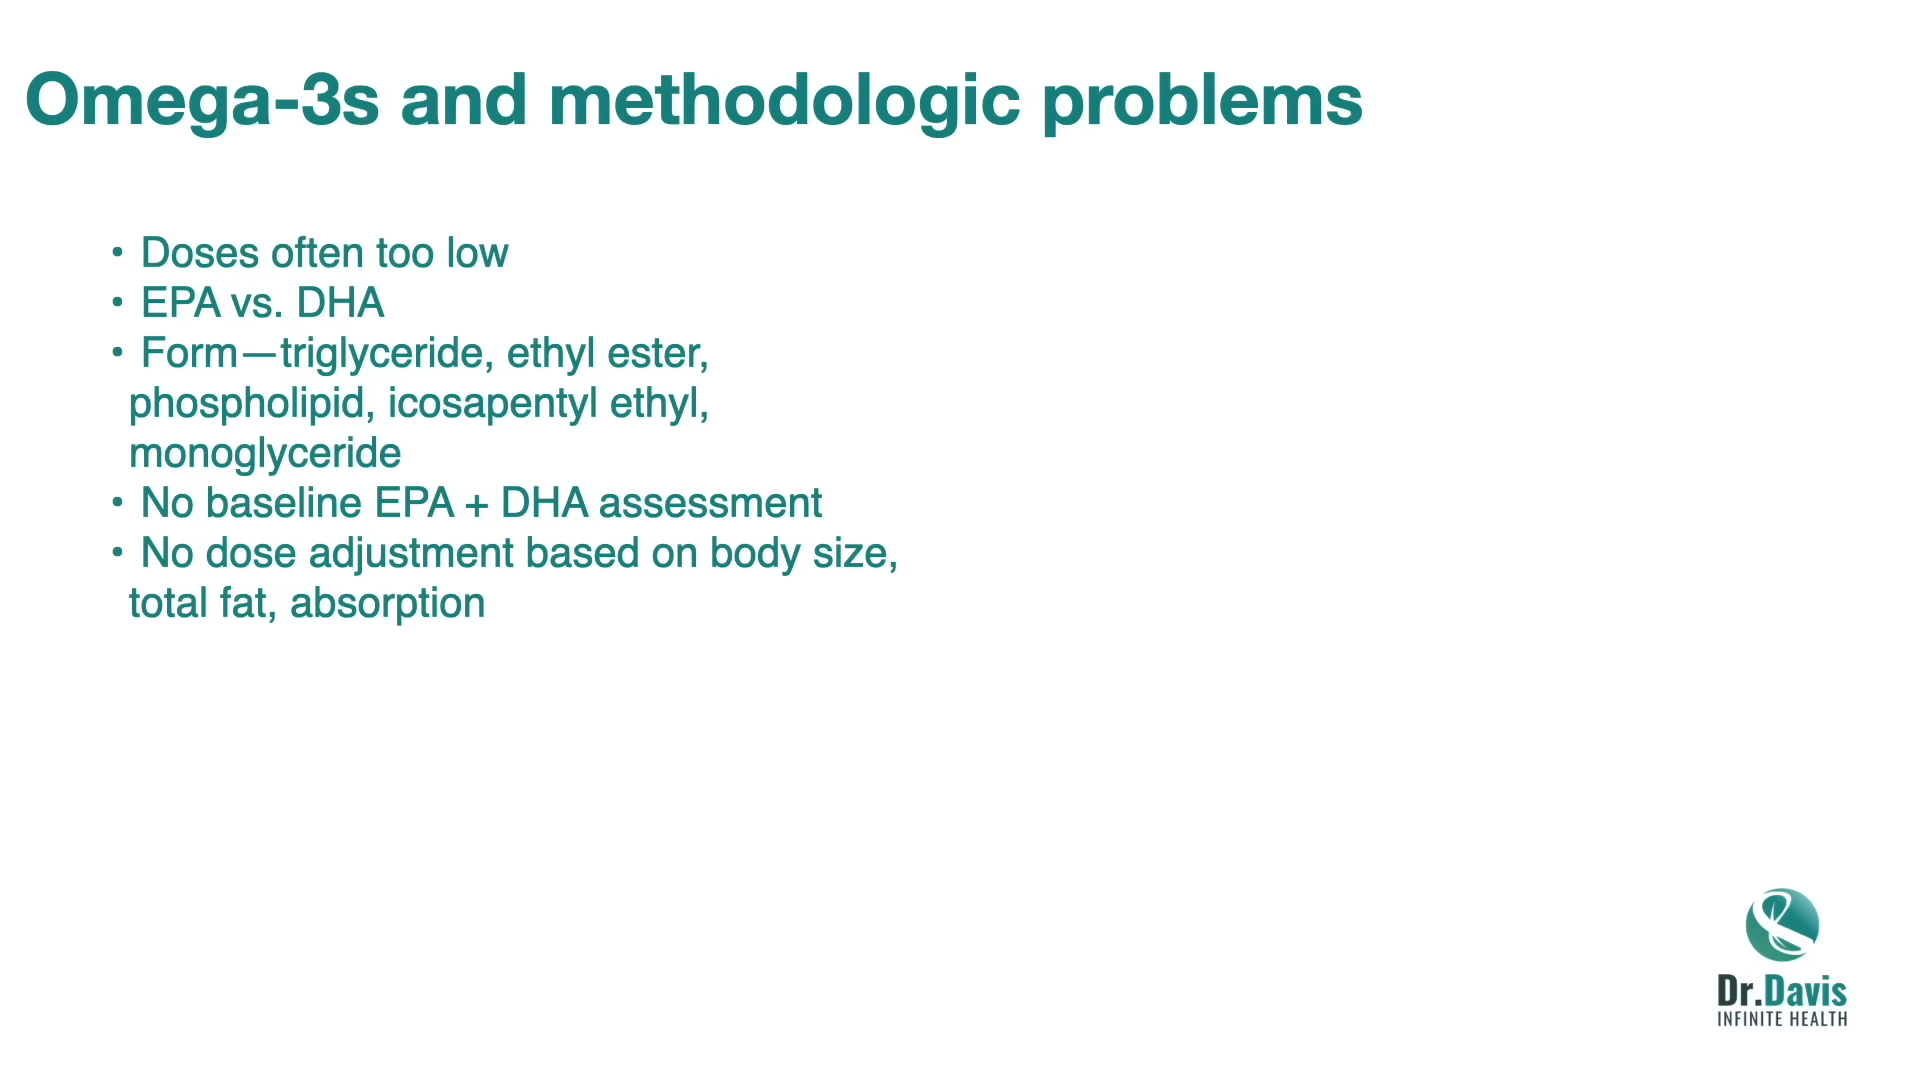 Omega-3s and methodologic problems
• Doses often too low
• EPA vs. DHA
• Form—triglyceride, ethyl ester,
phospholipid, icosapentyl ethyl,
monoglyceride
• No baseline EPA + DHA assessment
• No dose adjustment based on body size,
total fat, absorption
Dr.Davis
INFINITE HEALTH